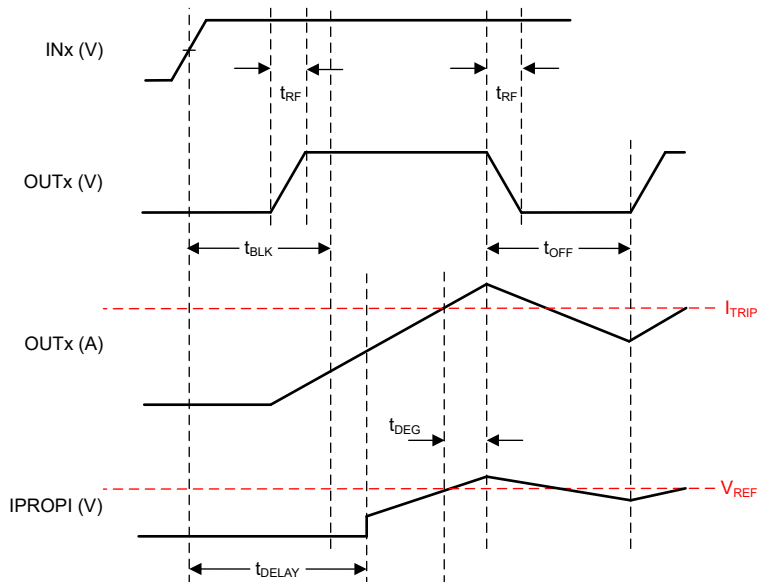 INx (V)
tRF
tRF
OUTx (V)
tBLK
tOFF
ITRIP
OUTx (A)
tDEG
VREF
IPROPI (V)
tDELAY